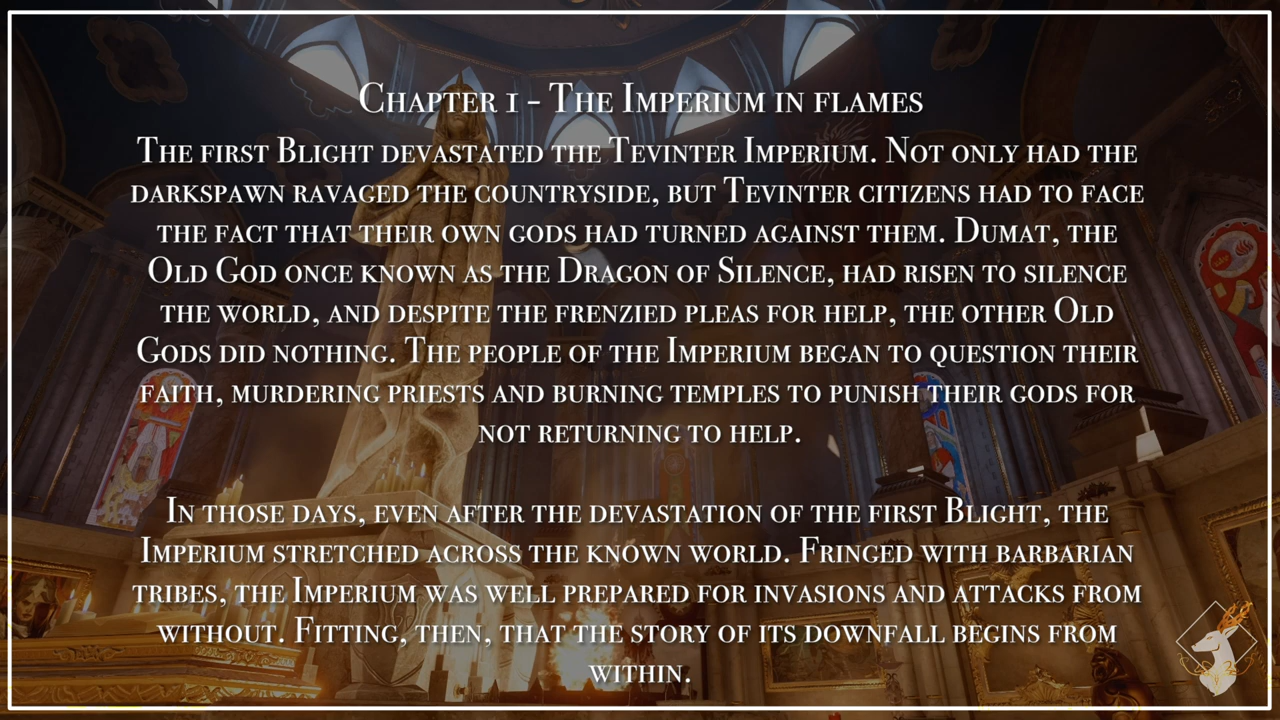 Chapter 1 - The Imperium in flames
The first Blight devastated the Tevinter Imperium. Not only had the
darkspawn ravaged the countryside, but Tevinter citizens had to face
the fact that their own gods had turned against them. Dumat, the
Old God once known as the Dragon of Silence, had risen to silence
the world, and despite the frenzied pleas for help, the other Old
Gods did nothing. The people of the Imperium began to question their
faith, murdering priests and burning temples to punish their gods for
not returning to help.
In those days, even after the devastation of the first Blight, the
Imperium stretched across the known world. Fringed with barbarian
tribes, the Imperium was well prepared for invasions and attacks from
without. Fitting, then, that the story of its downfall begins from
within.